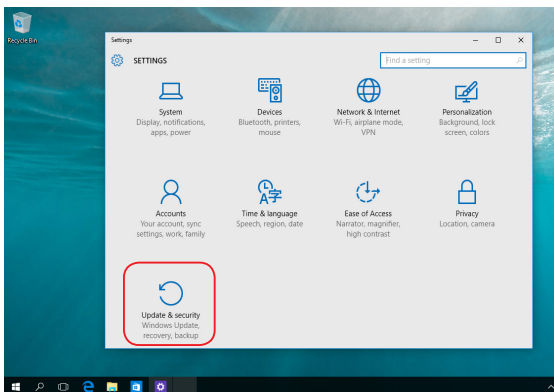 Recycle Bin
Settings
SETTINGS
Find a setting
System
Display, notifications,
apps, power
Devices
Bluetooth, printers,
mouse
Network & Internet
Wi-Fi, airplane mode,
VPN
Personalization
Background, lock
screen, colors
Accounts
Your account, sync
settings, work, family
Time & language
Speech, region, date
Ease of Access
Narrator, magnifier,
high contrast
Privacy
Location, camera
Update & security
Windows Update,
recovery, backup